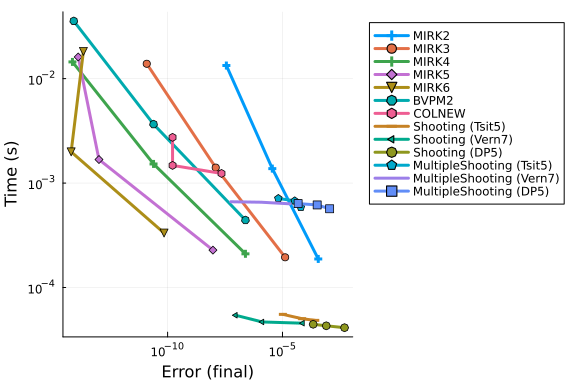 MIRK2
MIRK3
MIRK4
MIRK5
MIRK6
BVPM2
COLNEW
Shooting (Tsit5)
Shooting (Vern7)
Shooting (DP5)
MultipleShooting (Tsit5)
MultipleShooting (Vern7)
MultipleShooting (DP5)
Time (s)
10⁻²
10⁻³
10⁻⁴
10⁻¹⁰ 10⁻⁵
Error (final)